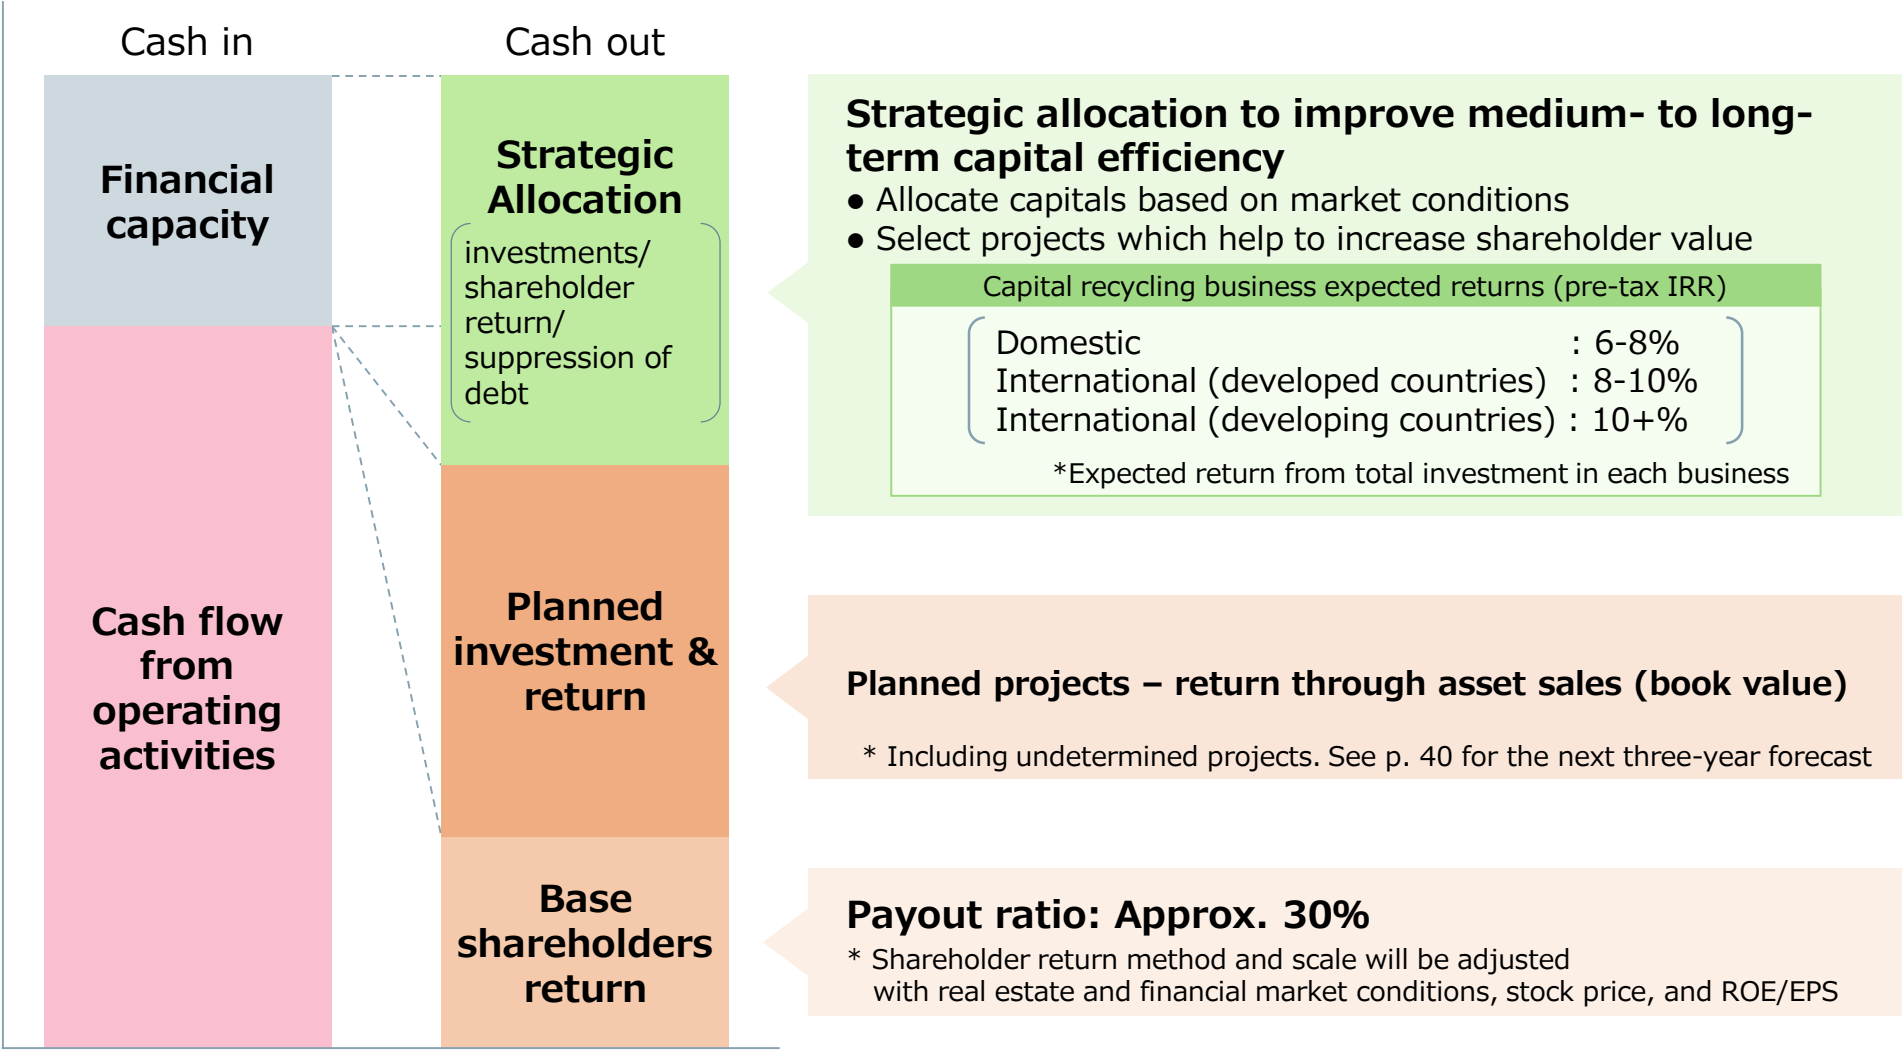 Cash in
Cash out
Financial
capacity
Cash flow
from
operating
activities
Strategic
Allocation
investments/
shareholder
return/
suppression of
debt
Planned
investment &
return
Base
shareholders
return
Strategic allocation to improve medium- to long-
term capital efficiency
● Allocate capitals based on market conditions
● Select projects which help to increase shareholder value
Capital recycling business expected returns (pre-tax IRR)
Domestic : 6-8%
International (developed countries) : 8-10%
International (developing countries) : 10+%
*Expected return from total investment in each business
Planned projects – return through asset sales (book value)
* Including undetermined projects. See p. 40 for the next three-year forecast
Payout ratio: Approx. 30%
* Shareholder return method and scale will be adjusted
with real estate and financial market conditions, stock price, and ROE/EPS